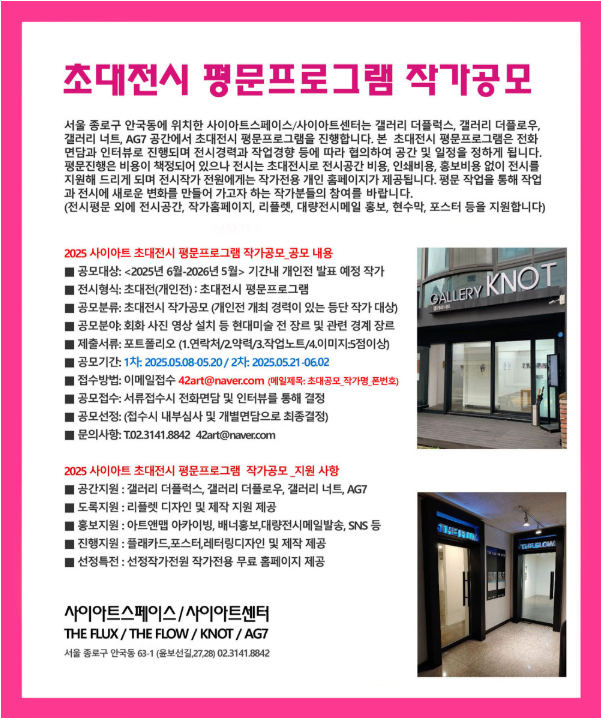 초대전시 평문프로그램 작가공모
서울 종로구 안국동에 위치한 사이아트스페이스/사이아트센터는 갤러리 더플럭스, 갤러리 더플로우,
갤러리 너트, AG7 공간에서 초대전시 평문프로그램을 진행합니다. 본 초대전시 평문프로그램은 전화
면담과 인터뷰로 진행되며 전시경력과 작업경향 등에 따라 협의하여 공간 및 일정을 정하게 됩니다.
평문진행은 비용이 책정되어 있으나 전시는 초대전시로 전시공간 비용, 인쇄비용, 홍보비용 없이 전시를
지원해 드리게 되며 전시작가 전원에게는 작가전용 개인 홈페이지가 제공됩니다. 평문 작업을 통해 작업
과 전시에 새로운 변화를 만들어 가고자 하는 작가분들의 참여를 바랍니다.
(전시평문 외에 전시공간, 작가홈페이지, 리플렛, 대량전시메일 홍보, 현수막, 포스터 등을 지원합니다)
2025 사이아트 초대전시 평문프로그램 작가공모_공모 내용
■ 공모대상: <2025년 6월-2026년 5월> 기간내 개인전 발표 예정 작가
■ 전시형식: 초대전(개인전) : 초대전시 평문프로그램
■ 공모분류: 초대전시 작가공모 (개인전 개최 경력이 있는 등단 작가 대상)
■ 공모분야: 회화 사진 영상 설치 등 현대미술 전 장르 및 관련 경계 장르
■ 제출서류: 포트폴리오 (1.연락처/2.약력/3.작업노트/4.이미지:5점이상)
■ 공모기간: 1차: 2025.05.08-05.20 / 2차: 2025.05.21-06.02
■ 접수방법: 이메일접수 42art@naver.com (메일제목: 초대공모_작가명_폰번호)
■ 공모접수: 서류접수시 전화면담 및 인터뷰를 통해 결정
■ 공모선정: (접수시 내부심사 및 개별면담으로 최종결정)
■ 문의사항: T.02.3141.8842 42art@naver.com
GALLERY KNOT
2025 사이아트 초대전시 평문프로그램 작가공모 _지원 사항
■ 공간지원 : 갤러리 더플럭스, 갤러리 더플로우, 갤러리 너트, AG7
■ 도록지원 : 리플렛 디자인 및 제작 지원 제공
■ 홍보지원 : 아트앤맵 아카이빙, 배너홍보,대량전시메일발송, SNS 등
■ 진행지원 : 플래카드,포스터,레터링디자인 및 제작 제공
■ 선정특전 : 선정작가전원 작가전용 무료 홈페이지 제공
THE FLOW
사이아트스페이스/사이아트센터
THE FLUX / THE FLOW / KNOT / AG7
서울 종로구 안국동 63-1 (윤보선길,27,28) 02.3141.8842